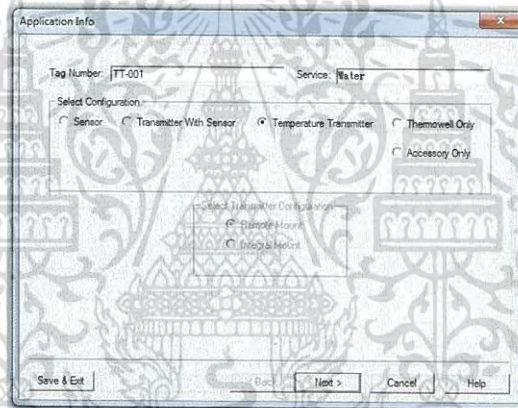 Application Info
Tag Number: TT-001 Service: Water
Select Configuration
Sensor Transmitter With Sensor Temperature Transmitter Thermowell Only
Accessory Only
Select Transmitter Configuration
Remote Mount
Integral Mount
Save & Exit < Back Next > Cancel Help